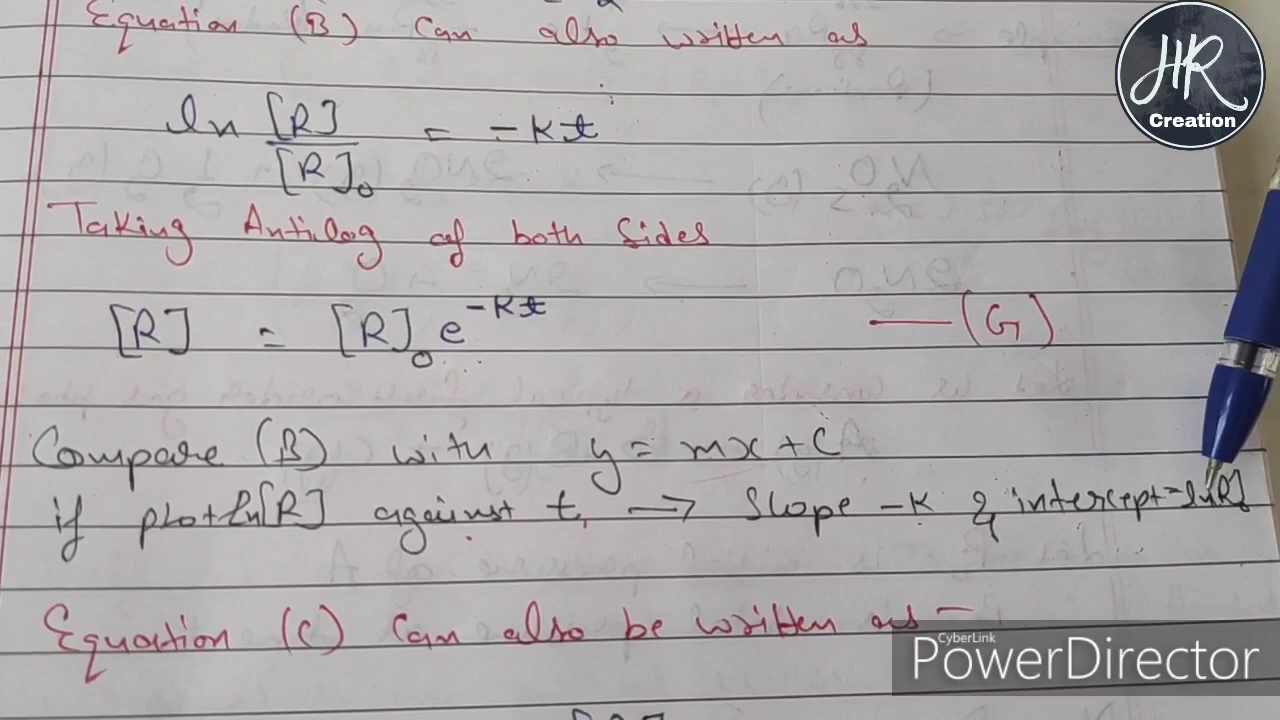 Equation (B) Can also written as
ln [R]/[R]₀ = -Kt
Taking Antilog of both Sides
[R] = [R]₀ e^-Kt —(G)
Compare (B) with y = mx + C
if plot ln[R] against t, → Slope -K & intercept = ln[R]
Equation (C) Can also be written as -
HR
Creation
CyberLink
PowerDirector